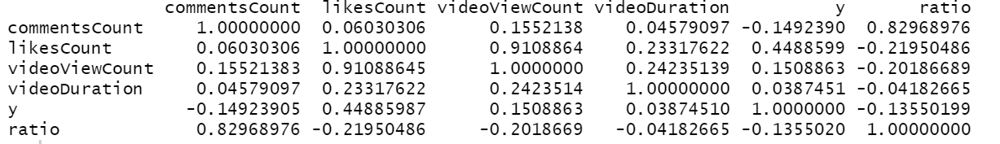 commentsCount likesCount videoViewCount videoDuration y ratio
commentsCount 1.00000000 0.06030306 0.1552138 0.04579097 -0.1492390 0.82968976
likesCount 0.06030306 1.00000000 0.9108864 0.23317622 0.4488599 -0.21950486
videoViewCount 0.15521383 0.91088645 1.0000000 0.24235139 0.1508863 -0.20186689
videoDuration 0.04579097 0.23317622 0.2423514 1.00000000 0.0387451 -0.04182665
y -0.14923905 0.44885987 0.1508863 0.03874510 1.0000000 -0.13550199
ratio 0.82968976 -0.21950486 -0.2018669 -0.04182665 -0.1355020 1.00000000